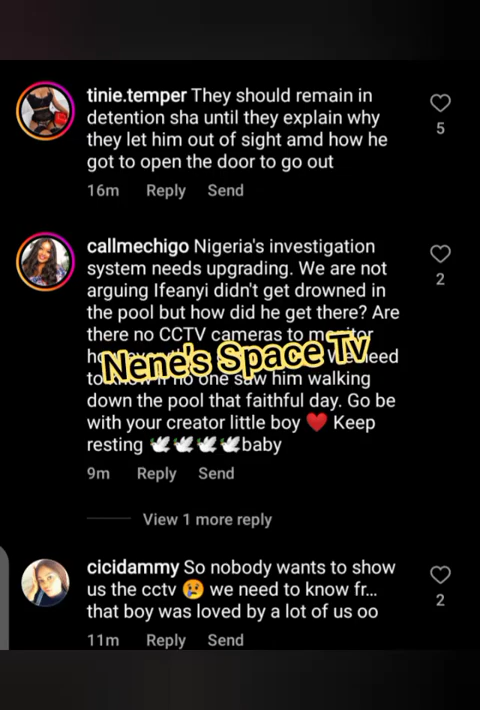 tinie.temper They should remain in
detention sha until they explain why
they let him out of sight amd how he
got to open the door to go out
5
16m Reply Send
callmechigo Nigeria's investigation
system needs upgrading. We are not
arguing Ifeanyi didn't get drowned in
the pool but how did he get there? Are
there no CCTV cameras to monitor
We need
Nene's Space Tv
to know if no one saw him walking
down the pool that faithful day. Go be
with your creator little boy ❤️ Keep
resting 🕊️🕊️🕊️🕊️baby
2
9m Reply Send
View 1 more reply
cicidammy So nobody wants to show
us the cctv 😢 we need to know fr...
that boy was loved by a lot of us oo
2
11m Reply Send